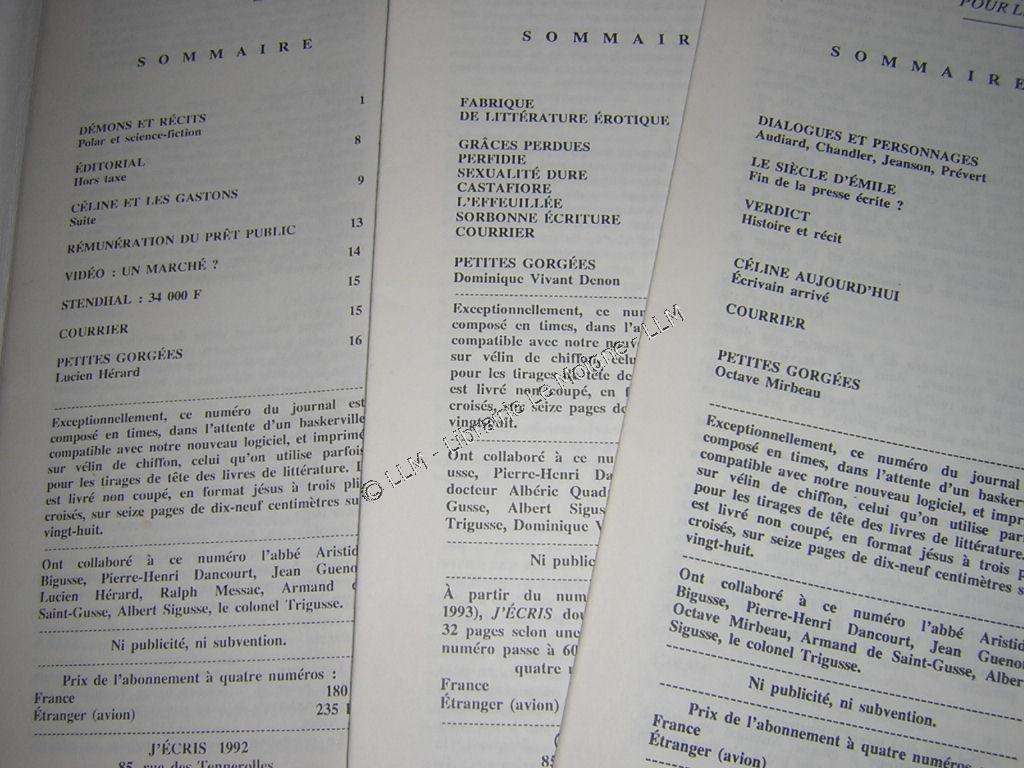 SOMMAIRE
1
DÉMONS ET RÉCITS
Polar et science-fiction
8
ÉDITORIAL
Hors taxe
9
CÉLINE ET LES GASTONS
Suite
RÉMUNÉRATION DU PRÊT PUBLIC 13
VIDÉO : UN MARCHÉ ? 14
STENDHAL : 34 000 F 15
COURRIER 15
PETITES GORGÉES 16
Lucien Hérard
Exceptionnellement, ce numéro du journal est
composé en times, dans l'attente d'un baskerville
compatible avec notre nouveau logiciel, et imprimé
sur vélin de chiffon, celui qu'on utilise parfois
pour les tirages de tête des livres de littérature.
est livré non coupé, en format jésus à trois pli
croisés, sur seize pages de dix-neuf centimètres su
vingt-huit.
Ont collaboré à ce numéro l'abbé Aristid
Bigusse, Pierre-Henri Dancourt, Jean Gueno
Lucien Hérard, Ralph Messac, Armand
Saint-Gusse, Albert Sigusse, le colonel Trigusse.
Ni publicité, ni subvention.
Prix de l'abonnement à quatre numéros :
France 180
Étranger (avion) 235
J'ÉCRIS 1992
85, rue des Tennerolles
SOMMAIR
FABRIQUE
DE LITTÉRATURE ÉROTIQUE
GRÂCES PERDUES
PERFIDIE
SEXUALITÉ DURE
CASTAFIORE
L'EFFEUILLÉE
SORBONNE ÉCRITURE
COURRIER
PETITES GORGÉES
Dominique Vivant Denon
Exceptionnellement, ce nu
composé en times, dans l'a
compatible avec notre nouv
sur vélin de chiffon, celu
pour les tirages de tête de
est livré non coupé, en
croisés, sur seize pages de
vingt-huit.
Ont collaboré à ce nu
usse, Pierre-Henri Da
docteur Albéric Quad
Gusse, Albert Sigus
Trigusse, Dominique V
Ni public
À partir du num
1993), J'ÉCRIS dou
32 pages selon une
numéro passe à 60
quatre
France
Étranger (avion)
POUR L
SOMMAIRE
DIALOGUES ET PERSONNAGES
Audiard, Chandler, Jeanson, Prévert
LE SIÈCLE D'ÉMILE
Fin de la presse écrite ?
VERDICT
Histoire et récit
CÉLINE AUJOURD'HUI
Écrivain arrivé
COURRIER
PETITES GORGÉES
Octave Mirbeau
Exceptionnellement, ce numéro du journal
composé en times, dans l'attente d'un basker
compatible avec notre nouveau logiciel, et impr
sur vélin de chiffon, celui qu'on utilise par
pour les tirages de tête des livres de littérature
est livré non coupé, en format jésus à trois p
croisés, sur seize pages de dix-neuf centimètres s
vingt-huit.
Ont collaboré à ce numéro l'abbé Aristid
Bigusse, Pierre-Henri Dancourt, Jean Gueno
Octave Mirbeau, Armand de Saint-Gusse, Alber
Sigusse, le colonel Trigusse.
Ni publicité, ni subvention.
Prix de l'abonnement à quatre numéros
France
Étranger (avion)
© LLM - Librairie Le Moigne - LLM